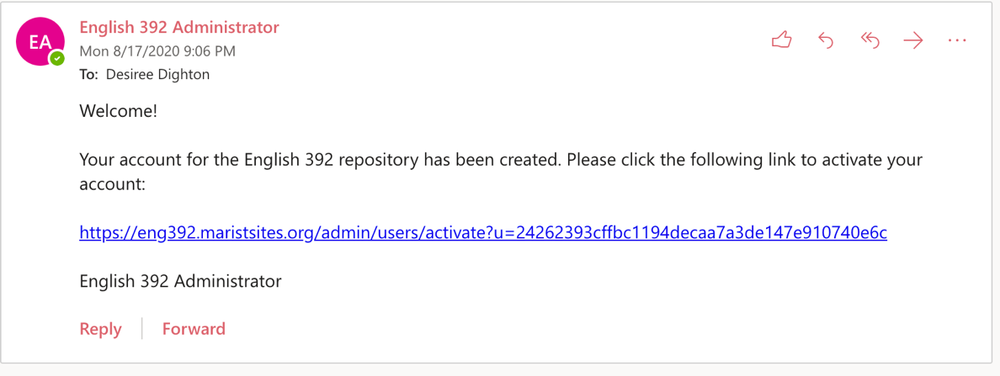 EA
English 392 Administrator
Mon 8/17/2020 9:06 PM
To: Desiree Dighton
Welcome!
Your account for the English 392 repository has been created. Please click the following link to activate your
account:
https://eng392.maristsites.org/admin/users/activate?u=24262393cffbc1194decaa7a3de147e910740e6c
English 392 Administrator
Reply
Forward